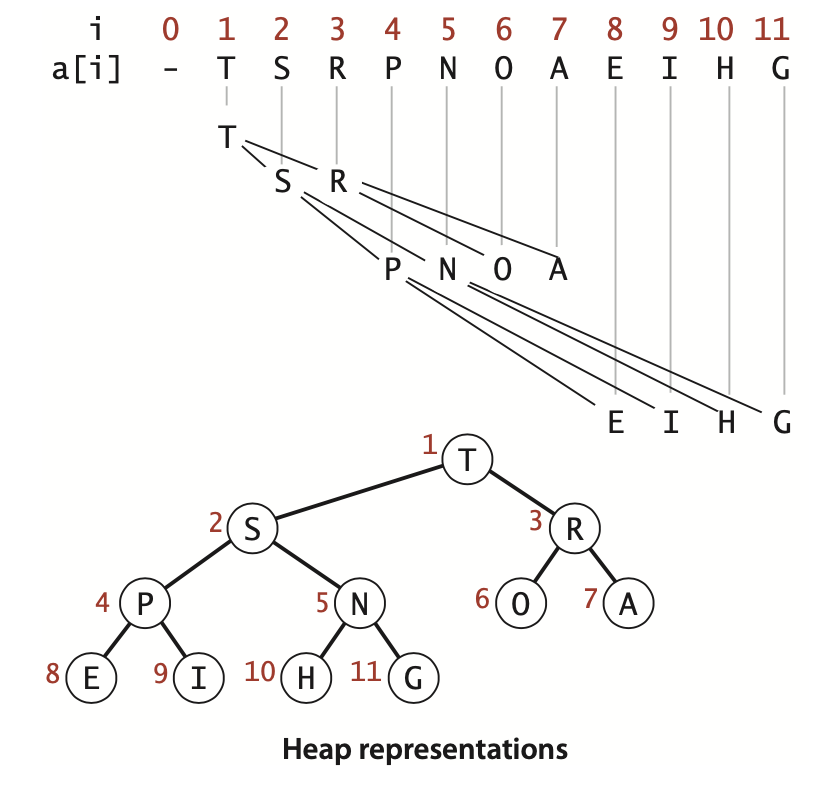 i 0 1 2 3 4 5 6 7 8 9 10 11
a[i] - T S R P N O A E I H G
T
S R
P N O A
E I H G
1 T
2 S 3 R
4 P 5 N 6 O 7 A
8 E 9 I 10 H 11 G
Heap representations